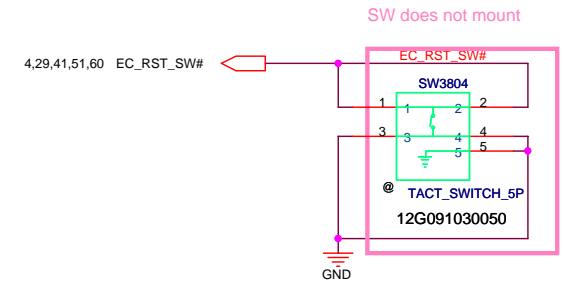 SW does not mount
EC_RST_SW#
4,29,41,51,60 EC_RST_SW#
SW3804
1 1 2 2
3 3 4 4
5 5
@ TACT_SWITCH_5P
12G091030050
GND